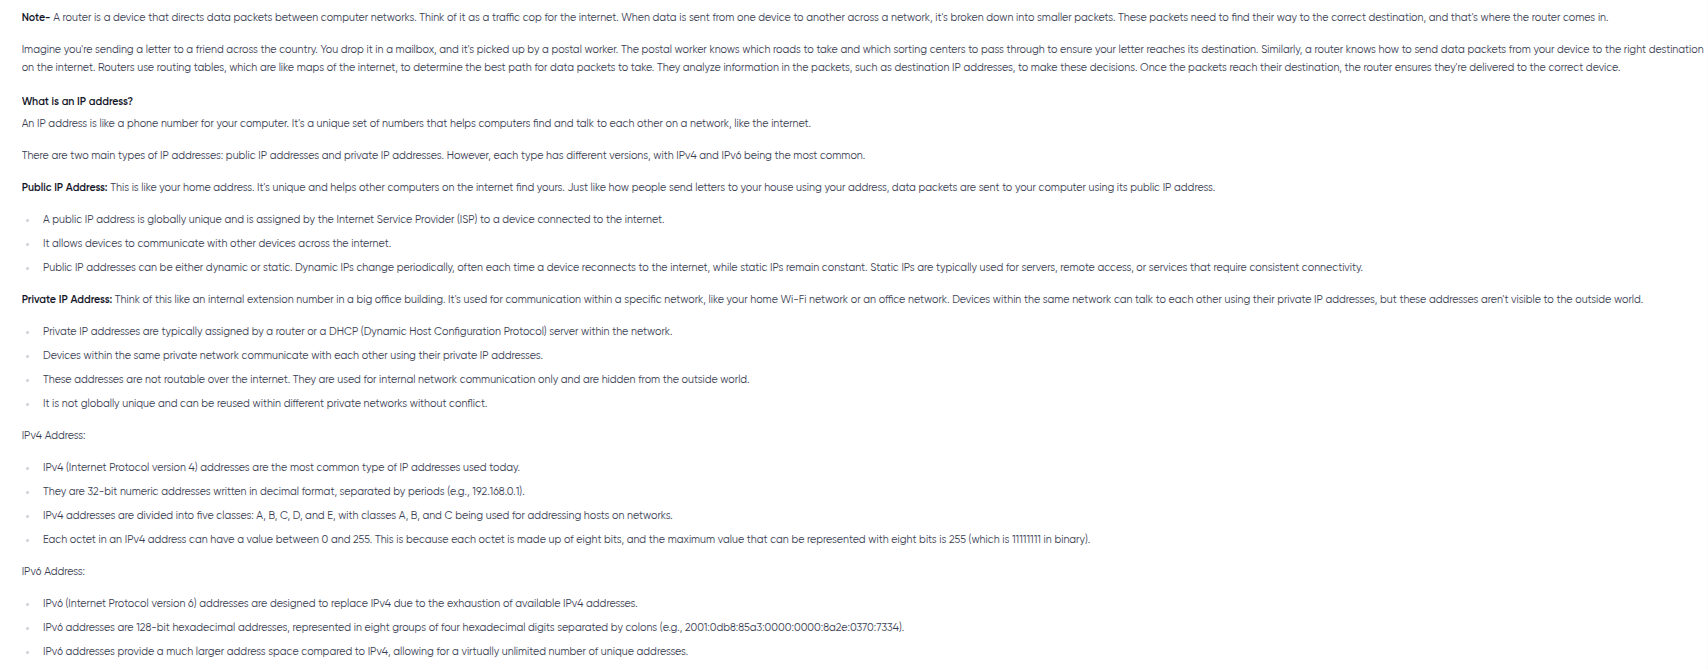 Note- A router is a device that directs data packets between computer networks. Think of it as a traffic cop for the internet. When data is sent from one device to another across a network, it's broken down into smaller packets. These packets need to find their way to the correct destination, and that's where the router comes in.
Imagine you're sending a letter to a friend across the country. You drop it in a mailbox, and it's picked up by a postal worker. The postal worker knows which roads to take and which sorting centers to pass through to ensure your letter reaches its destination. Similarly, a router knows how to send data packets from your device to the right destination
on the internet. Routers use routing tables, which are like maps of the internet, to determine the best path for data packets to take. They analyze information in the packets, such as destination IP addresses, to make these decisions. Once the packets reach their destination, the router ensures they're delivered to the correct device.
What is an IP address?
An IP address is like a phone number for your computer. It's a unique set of numbers that helps computers find and talk to each other on a network, like the internet.
There are two main types of IP addresses: public IP addresses and private IP addresses. However, each type has different versions, with IPv4 and IPv6 being the most common.
Public IP Address: This is like your home address. It's unique and helps other computers on the internet find yours. Just like how people send letters to your house using your address, data packets are sent to your computer using its public IP address.
A public IP address is globally unique and is assigned by the Internet Service Provider (ISP) to a device connected to the internet.
It allows devices to communicate with other devices across the internet.
Public IP addresses can be either dynamic or static. Dynamic IPs change periodically, often each time a device reconnects to the internet, while static IPs remain constant. Static IPs are typically used for servers, remote access, or services that require consistent connectivity.
Private IP Address: Think of this like an internal extension number in a big office building. It's used for communication within a specific network, like your home Wi-Fi network or an office network. Devices within the same network can talk to each other using their private IP addresses, but these addresses aren't visible to the outside world.
Private IP addresses are typically assigned by a router or a DHCP (Dynamic Host Configuration Protocol) server within the network.
Devices within the same private network communicate with each other using their private IP addresses.
These addresses are not routable over the internet. They are used for internal network communication only and are hidden from the outside world.
It is not globally unique and can be reused within different private networks without conflict.
IPv4 Address:
IPv4 (Internet Protocol version 4) addresses are the most common type of IP addresses used today.
They are 32-bit numeric addresses written in decimal format, separated by periods (e.g., 192.168.0.1).
IPv4 addresses are divided into five classes: A, B, C, D, and E, with classes A, B, and C being used for addressing hosts on networks.
Each octet in an IPv4 address can have a value between 0 and 255. This is because each octet is made up of eight bits, and the maximum value that can be represented with eight bits is 255 (which is 11111111 in binary).
IPv6 Address:
IPv6 (Internet Protocol version 6) addresses are designed to replace IPv4 due to the exhaustion of available IPv4 addresses.
IPv6 addresses are 128-bit hexadecimal addresses, represented in eight groups of four hexadecimal digits separated by colons (e.g., 2001:0db8:85a3:0000:0000:8a2e:0370:7334).
IPv6 addresses provide a much larger address space compared to IPv4, allowing for a virtually unlimited number of unique addresses.